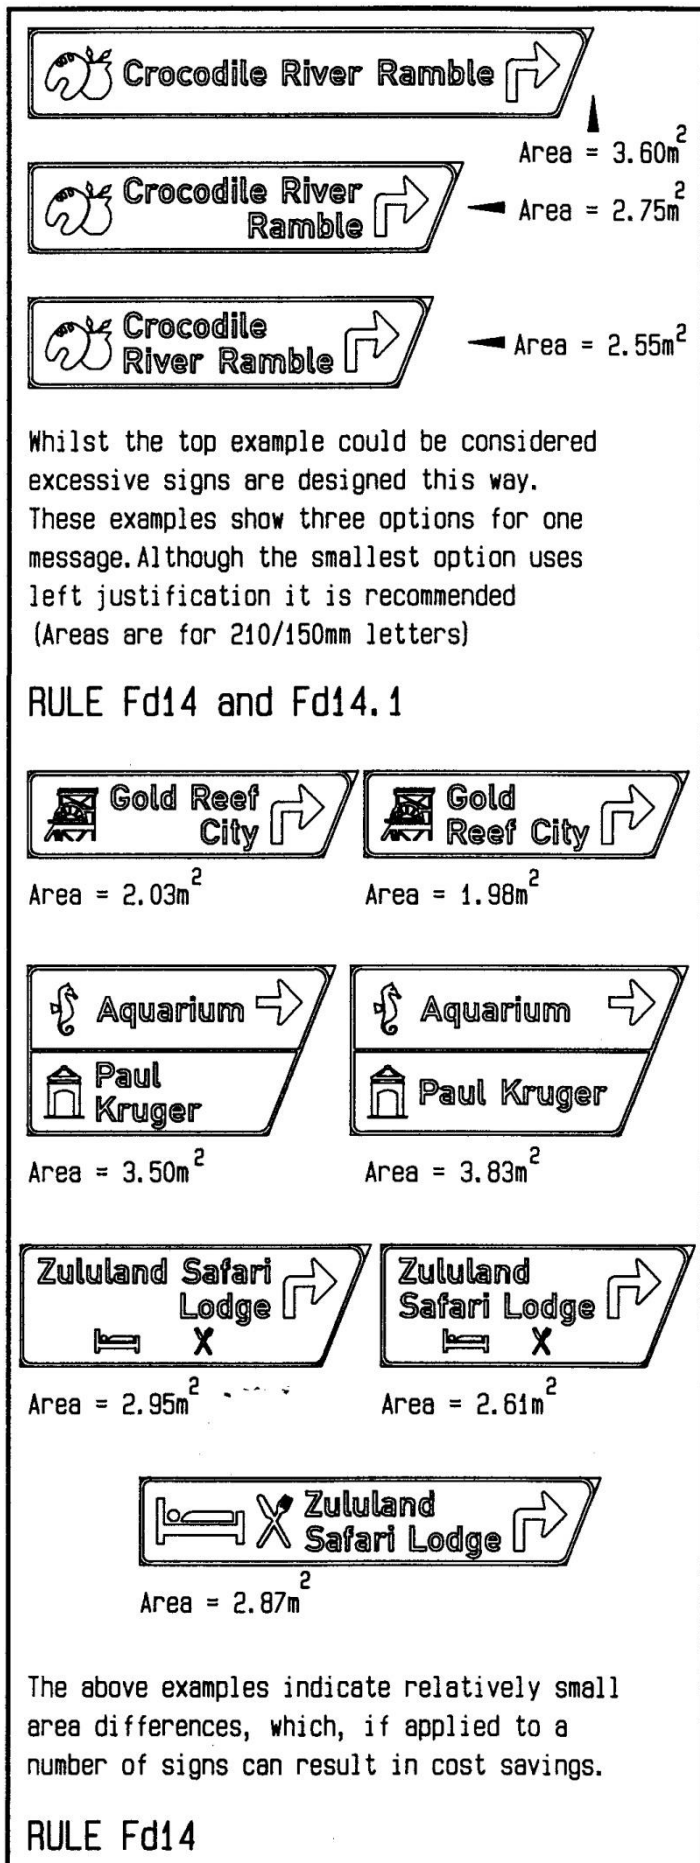 Crocodile River Ramble
Area = 3.60m²
Crocodile River
Ramble
Area = 2.75m²
Crocodile
River Ramble
Area = 2.55m²
Whilst the top example could be considered
excessive signs are designed this way.
These examples show three options for one
message. Although the smallest option uses
left justification it is recommended
(Areas are for 210/150mm letters)
RULE Fd14 and Fd14.1
Gold Reef
City
Gold
Reef City
Area = 2.03m²
Area = 1.98m²
Aquarium
Paul
Kruger
Aquarium
Paul Kruger
Area = 3.50m²
Area = 3.83m²
Zululand Safari
Lodge
Zululand
Safari Lodge
Area = 2.95m²
Area = 2.61m²
Zululand
Safari Lodge
Area = 2.87m²
The above examples indicate relatively small
area differences, which, if applied to a
number of signs can result in cost savings.
RULE Fd14